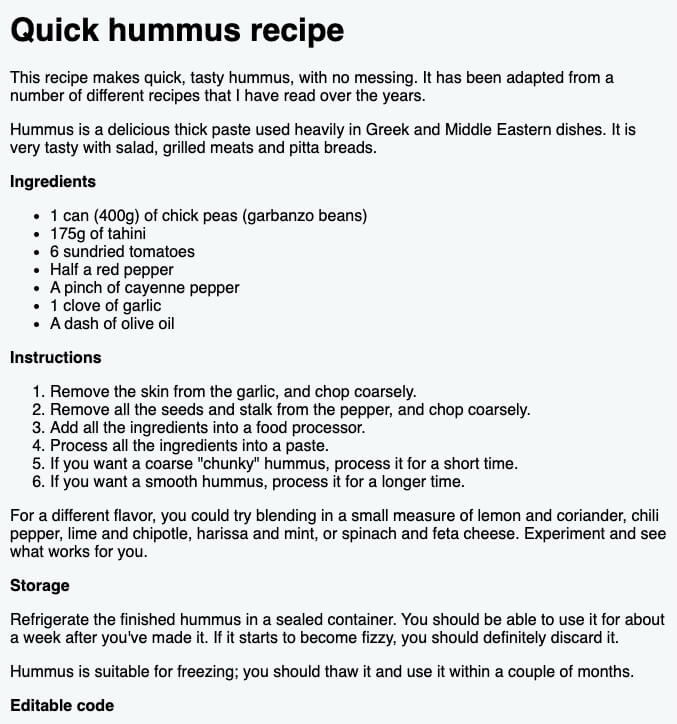 Quick hummus recipe
This recipe makes quick, tasty hummus, with no messing. It has been adapted from a
number of different recipes that I have read over the years.
Hummus is a delicious thick paste used heavily in Greek and Middle Eastern dishes. It is
very tasty with salad, grilled meats and pitta breads.
Ingredients
• 1 can (400g) of chick peas (garbanzo beans)
• 175g of tahini
• 6 sundried tomatoes
• Half a red pepper
• A pinch of cayenne pepper
• 1 clove of garlic
• A dash of olive oil
Instructions
1. Remove the skin from the garlic, and chop coarsely.
2. Remove all the seeds and stalk from the pepper, and chop coarsely.
3. Add all the ingredients into a food processor.
4. Process all the ingredients into a paste.
5. If you want a coarse "chunky" hummus, process it for a short time.
6. If you want a smooth hummus, process it for a longer time.
For a different flavor, you could try blending in a small measure of lemon and coriander, chili
pepper, lime and chipotle, harissa and mint, or spinach and feta cheese. Experiment and see
what works for you.
Storage
Refrigerate the finished hummus in a sealed container. You should be able to use it for about
a week after you've made it. If it starts to become fizzy, you should definitely discard it.
Hummus is suitable for freezing; you should thaw it and use it within a couple of months.
Editable code